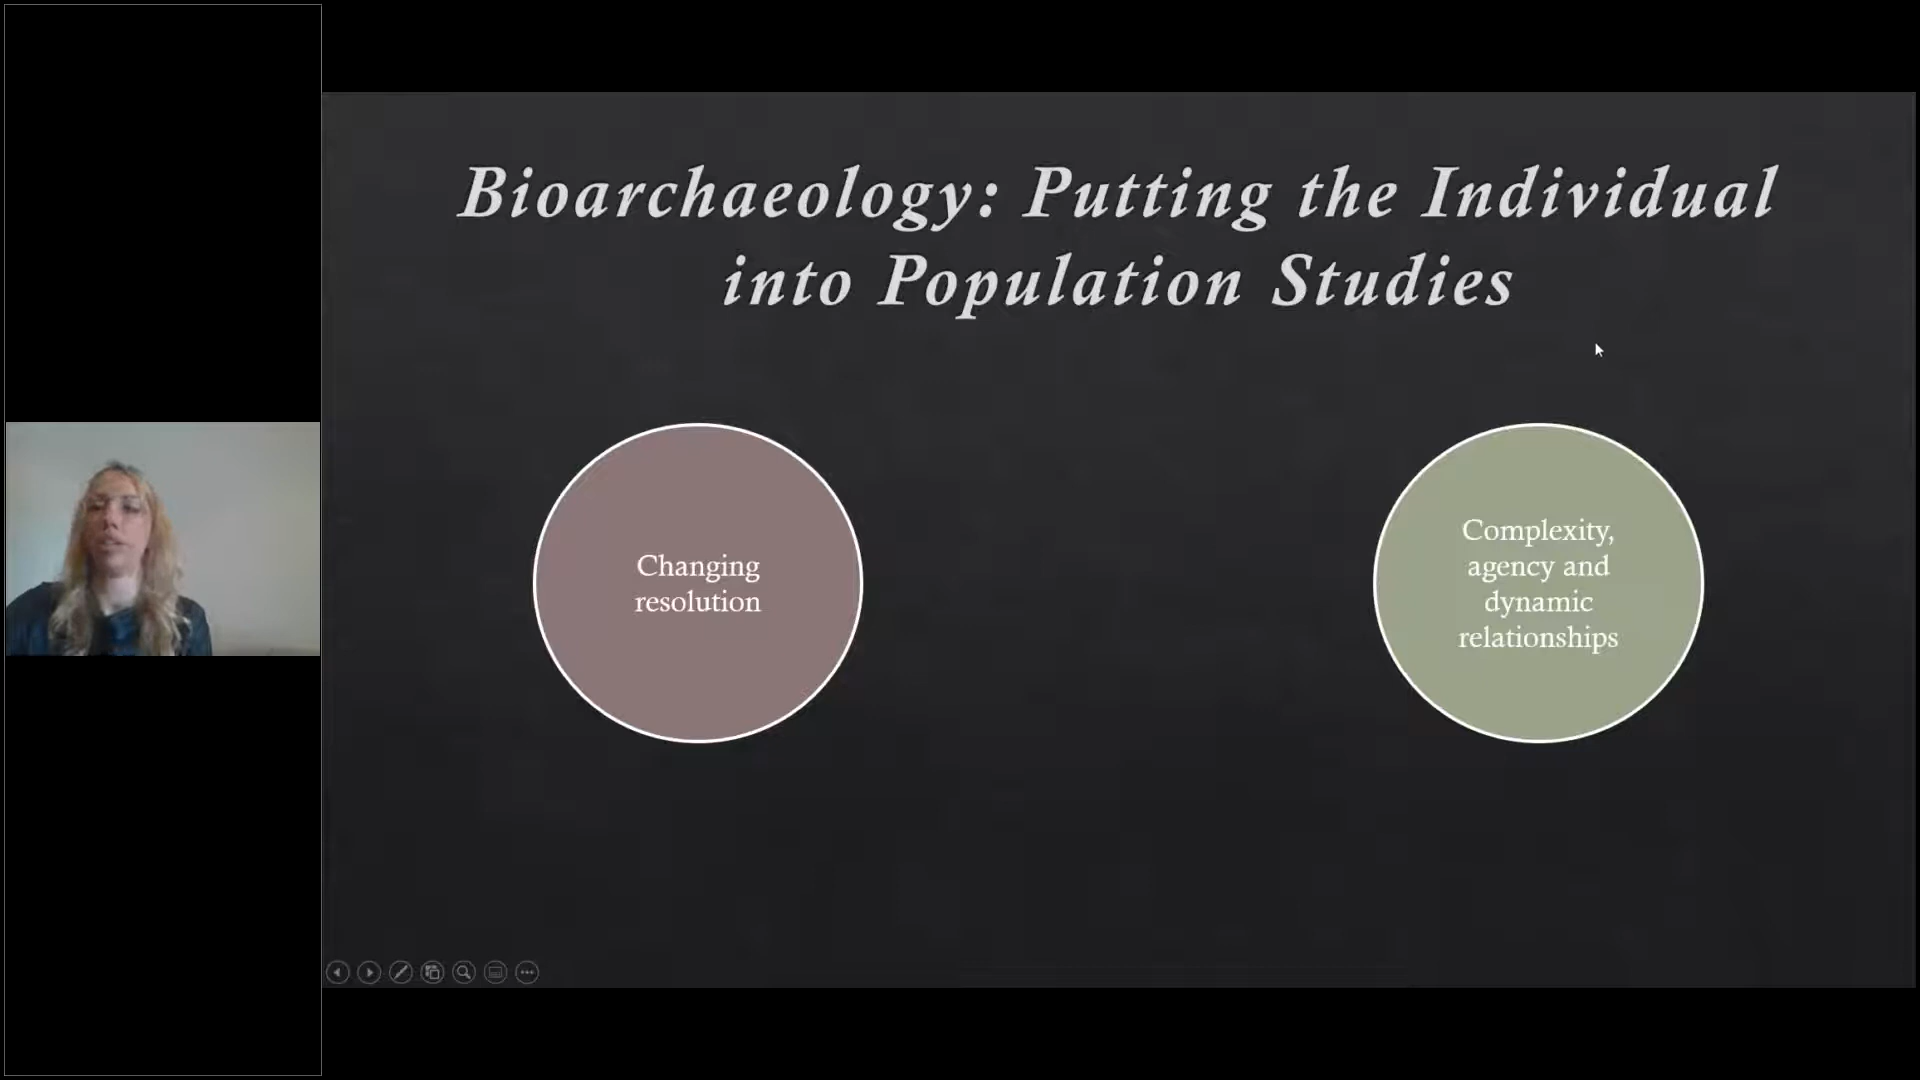 Bioarchaeology: Putting the Individual
into Population Studies
Changing
resolution
Complexity,
agency and
dynamic
relationships